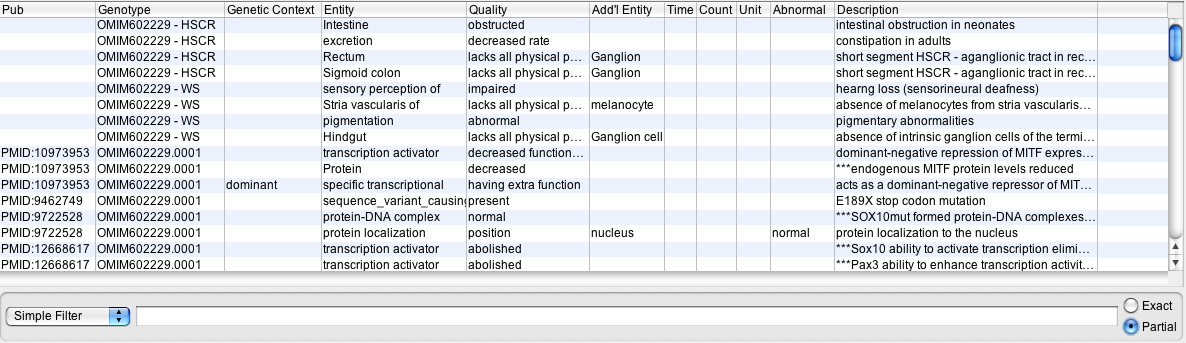 Pub Genotype Genetic Context Entity Quality Add'l Entity Time Count Unit Abnormal Description
OMIM602229 - HSCR Intestine obstructed intestinal obstruction in neonates
OMIM602229 - HSCR excretion decreased rate constipation in adults
OMIM602229 - HSCR Rectum lacks all physical p... Ganglion short segment HSCR - aganglionic tract in rec...
OMIM602229 - HSCR Sigmoid colon lacks all physical p... Ganglion short segment HSCR - aganglionic tract in rec...
OMIM602229 - WS sensory perception of impaired hearng loss (sensorineural deafness)
OMIM602229 - WS Stria vascularis of lacks all physical p... melanocyte absence of melanocytes from stria vascularis...
OMIM602229 - WS pigmentation abnormal pigmentary abnormalities
OMIM602229 - WS Hindgut lacks all physical p... Ganglion cell absence of intrinsic ganglion cells of the termi...
PMID:10973953 OMIM602229.0001 transcription activator decreased function... dominant-negative repression of MITF expres...
PMID:10973953 OMIM602229.0001 Protein decreased ***endogenous MITF protein levels reduced
PMID:10973953 OMIM602229.0001 dominant specific transcriptional having extra function acts as a dominant-negative repressor of MIT...
PMID:9462749 OMIM602229.0001 sequence_variant_causing present E189X stop codon mutation
PMID:9722528 OMIM602229.0001 protein-DNA complex normal ***SOX10mut formed protein-DNA complexes...
PMID:9722528 OMIM602229.0001 protein localization position nucleus normal protein localization to the nucleus
PMID:12668617 OMIM602229.0001 transcription activator abolished ***Sox10 ability to activate transcription elimi...
PMID:12668617 OMIM602229.0001 transcription activator abolished ***Pax3 ability to enhance transcription activit...
Simple Filter
Exact
Partial